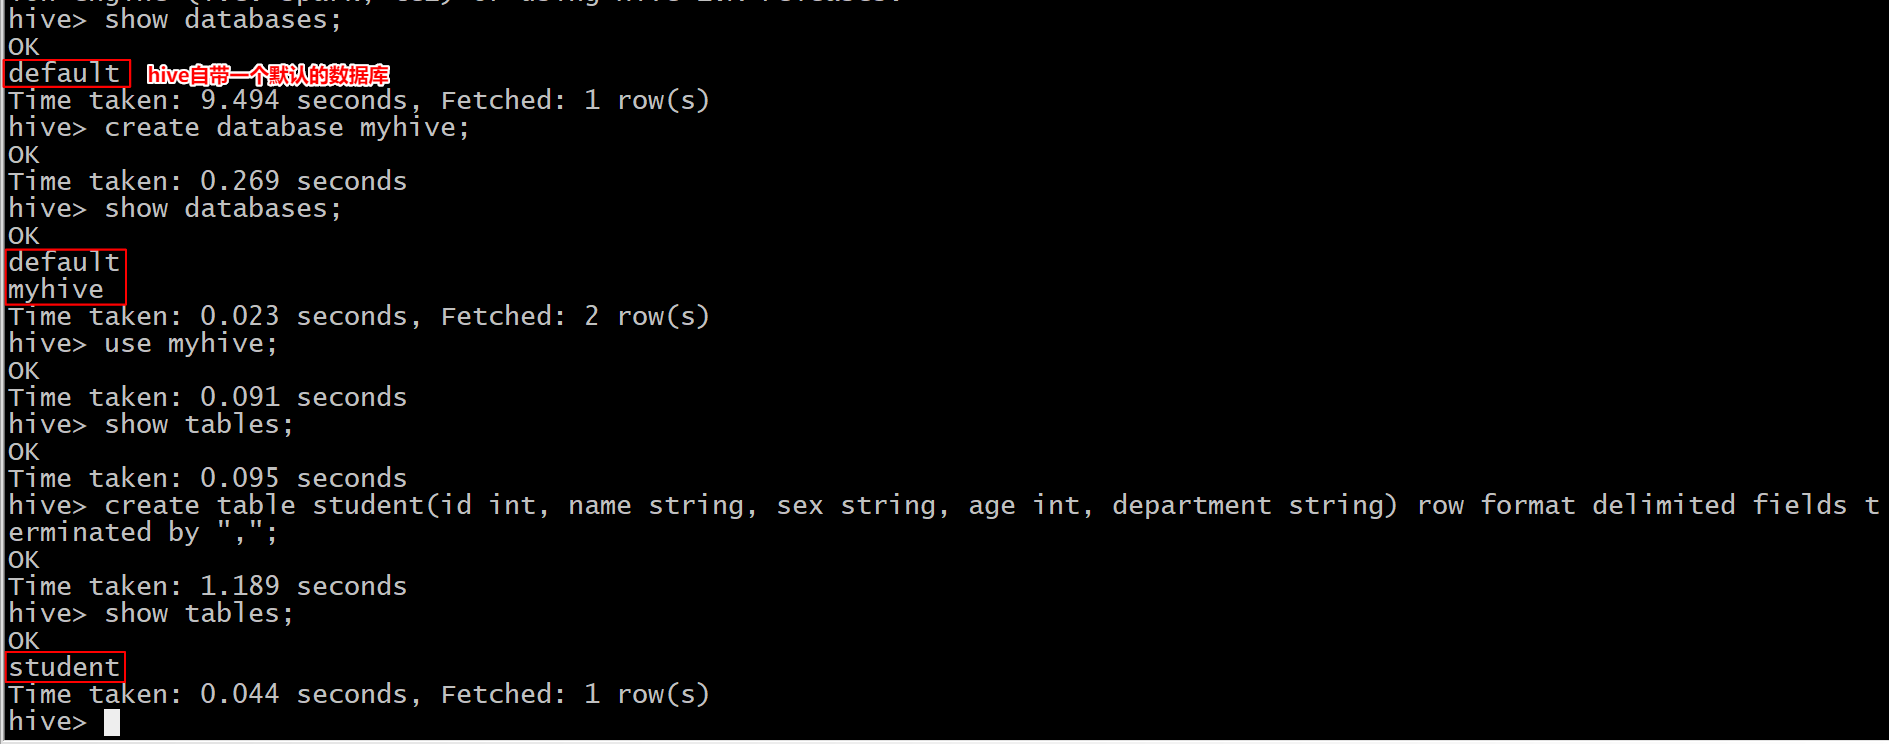 hive> show databases;
OK
default hive自带一个默认的数据库
Time taken: 9.494 seconds, Fetched: 1 row(s)
hive> create database myhive;
OK
Time taken: 0.269 seconds
hive> show databases;
OK
default
myhive
Time taken: 0.023 seconds, Fetched: 2 row(s)
hive> use myhive;
OK
Time taken: 0.091 seconds
hive> show tables;
OK
Time taken: 0.095 seconds
hive> create table student(id int, name string, sex string, age int, department string) row format delimited fields t
erminated by ",";
OK
Time taken: 1.189 seconds
hive> show tables;
OK
student
Time taken: 0.044 seconds, Fetched: 1 row(s)
hive>